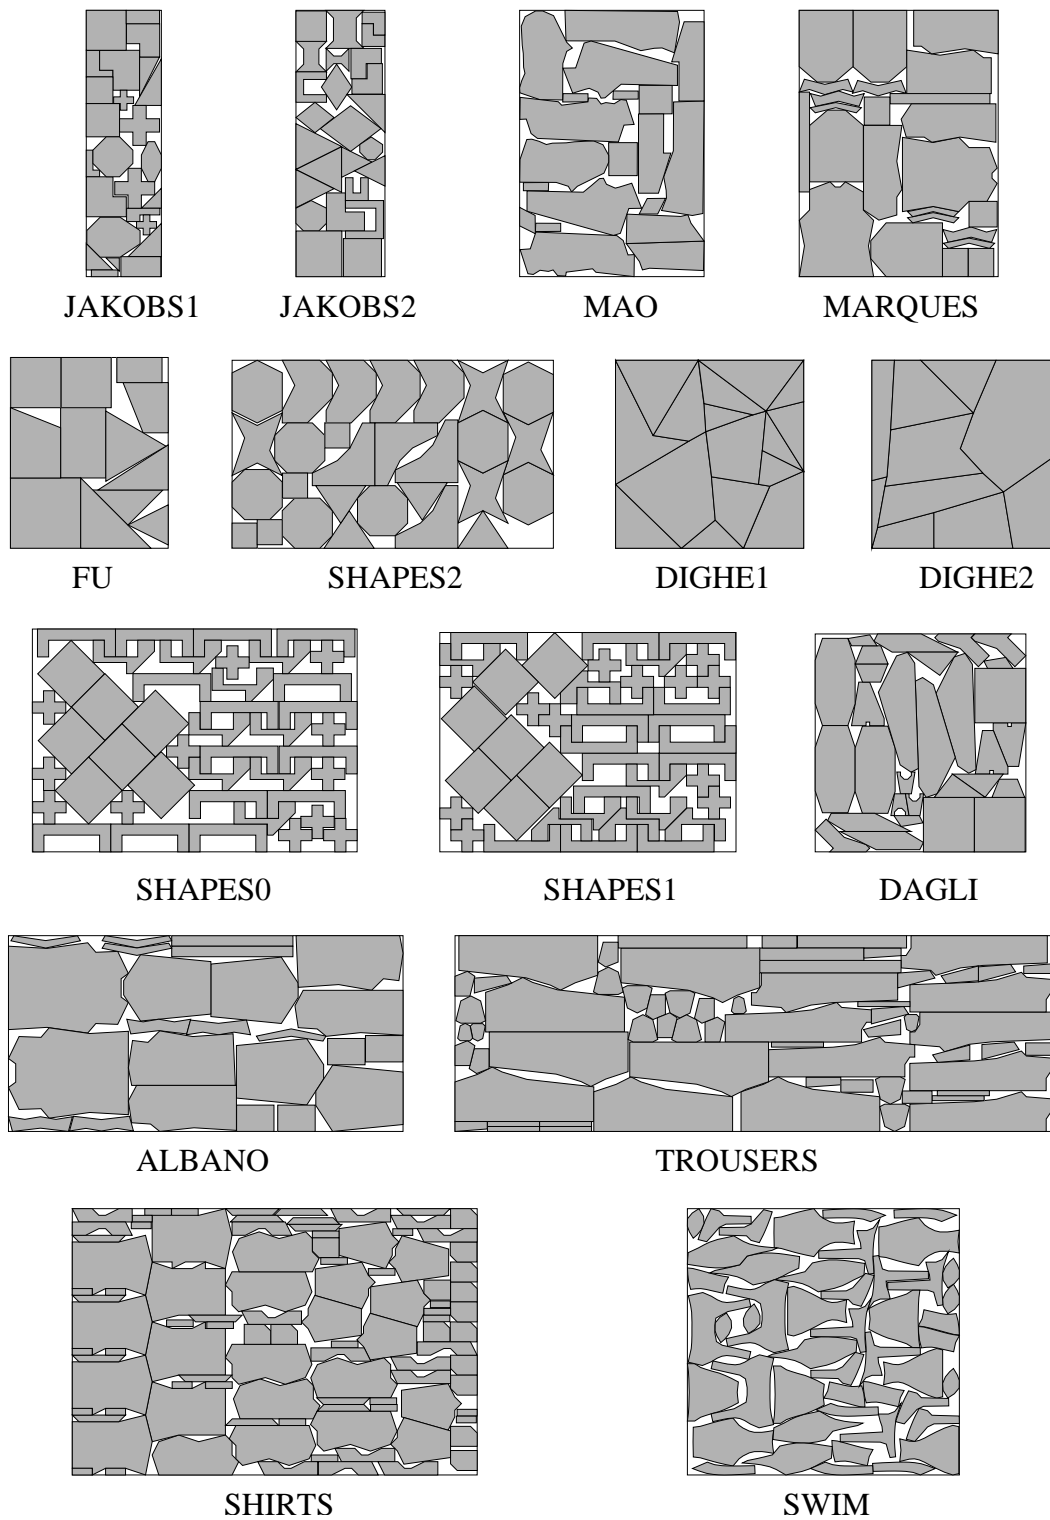 JAKOBS1 JAKOBS2 MAO MARQUES
FU SHAPES2 DIGHE1 DIGHE2
SHAPES0 SHAPES1 DAGLI
ALBANO TROUSERS
SHIRTS SWIM